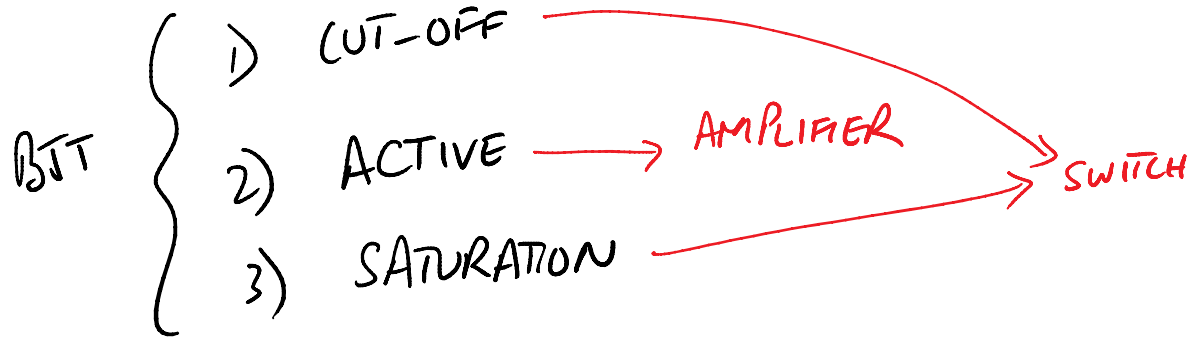 1) CUT-OFF
BJT
2) ACTIVE
AMPLIFIER
SWITCH
3) SATURATION